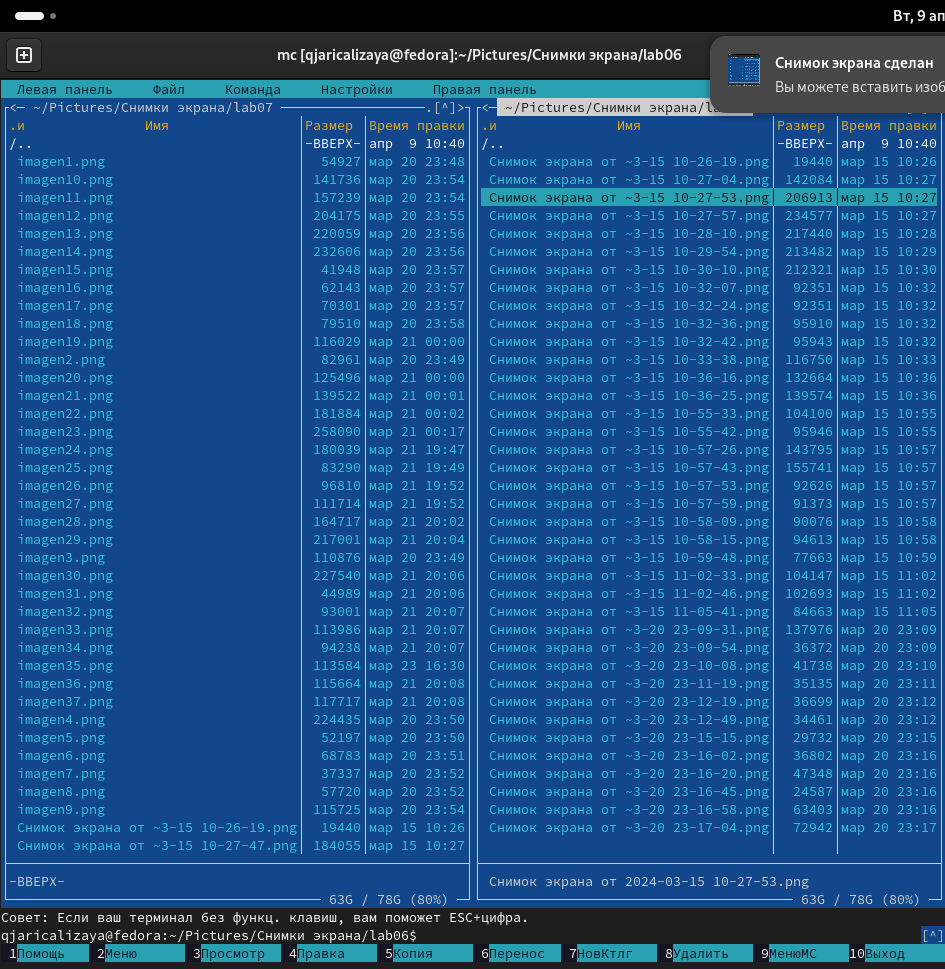 Вт, 9 ап
mc [qjaricalizaya@fedora]:~/Pictures/Снимки экрана/lab06
Снимок экрана сделан
Вы можете вставить изоб
Левая панель Файл Команда Настройки Правая панель
<— ~/Pictures/Снимки экрана/lab07 .[^]> <— ~/Pictures/Снимки экрана/l
.и Имя Размер Время правки .и Имя Размер Время правки
/.. -ВВЕРХ- апр 9 10:40 /.. -ВВЕРХ- апр 9 10:40
imagen1.png 54927 мар 20 23:48 Снимок экрана от ~3-15 10-26-19.png 19440 мар 15 10:26
imagen10.png 141736 мар 20 23:54 Снимок экрана от ~3-15 10-27-04.png 142084 мар 15 10:27
imagen11.png 157239 мар 20 23:54 Снимок экрана от ~3-15 10-27-53.png 206913 мар 15 10:27
imagen12.png 204175 мар 20 23:55 Снимок экрана от ~3-15 10-27-57.png 234577 мар 15 10:27
imagen13.png 220059 мар 20 23:56 Снимок экрана от ~3-15 10-28-10.png 217440 мар 15 10:28
imagen14.png 232606 мар 20 23:56 Снимок экрана от ~3-15 10-29-54.png 213482 мар 15 10:29
imagen15.png 41948 мар 20 23:57 Снимок экрана от ~3-15 10-30-10.png 212321 мар 15 10:30
imagen16.png 62143 мар 20 23:57 Снимок экрана от ~3-15 10-32-07.png 92351 мар 15 10:32
imagen17.png 70301 мар 20 23:57 Снимок экрана от ~3-15 10-32-24.png 92351 мар 15 10:32
imagen18.png 79510 мар 20 23:58 Снимок экрана от ~3-15 10-32-36.png 95910 мар 15 10:32
imagen19.png 116029 мар 21 00:00 Снимок экрана от ~3-15 10-32-42.png 95943 мар 15 10:32
imagen2.png 82961 мар 20 23:49 Снимок экрана от ~3-15 10-33-38.png 116750 мар 15 10:33
imagen20.png 125496 мар 21 00:00 Снимок экрана от ~3-15 10-36-16.png 132664 мар 15 10:36
imagen21.png 139522 мар 21 00:01 Снимок экрана от ~3-15 10-36-25.png 139574 мар 15 10:36
imagen22.png 181884 мар 21 00:02 Снимок экрана от ~3-15 10-55-33.png 104100 мар 15 10:55
imagen23.png 258090 мар 21 00:17 Снимок экрана от ~3-15 10-55-42.png 95946 мар 15 10:55
imagen24.png 180039 мар 21 19:47 Снимок экрана от ~3-15 10-57-26.png 143795 мар 15 10:57
imagen25.png 83290 мар 21 19:49 Снимок экрана от ~3-15 10-57-43.png 155741 мар 15 10:57
imagen26.png 96810 мар 21 19:52 Снимок экрана от ~3-15 10-57-53.png 92626 мар 15 10:57
imagen27.png 111714 мар 21 19:52 Снимок экрана от ~3-15 10-57-59.png 91373 мар 15 10:57
imagen28.png 164717 мар 21 20:02 Снимок экрана от ~3-15 10-58-09.png 90076 мар 15 10:58
imagen29.png 217001 мар 21 20:04 Снимок экрана от ~3-15 10-58-15.png 94613 мар 15 10:58
imagen3.png 110876 мар 20 23:49 Снимок экрана от ~3-15 10-59-48.png 77663 мар 15 10:59
imagen30.png 227540 мар 21 20:06 Снимок экрана от ~3-15 11-02-33.png 104147 мар 15 11:02
imagen31.png 44989 мар 21 20:06 Снимок экрана от ~3-15 11-02-46.png 102693 мар 15 11:02
imagen32.png 93001 мар 21 20:07 Снимок экрана от ~3-15 11-05-41.png 84663 мар 15 11:05
imagen33.png 113986 мар 21 20:07 Снимок экрана от ~3-20 23-09-31.png 137976 мар 20 23:09
imagen34.png 94238 мар 21 20:07 Снимок экрана от ~3-20 23-09-54.png 36372 мар 20 23:09
imagen35.png 113584 мар 23 16:30 Снимок экрана от ~3-20 23-10-08.png 41738 мар 20 23:10
imagen36.png 115664 мар 21 20:08 Снимок экрана от ~3-20 23-11-19.png 35135 мар 20 23:11
imagen37.png 117717 мар 21 20:08 Снимок экрана от ~3-20 23-12-19.png 36699 мар 20 23:12
imagen4.png 224435 мар 20 23:50 Снимок экрана от ~3-20 23-12-49.png 34461 мар 20 23:12
imagen5.png 52197 мар 20 23:50 Снимок экрана от ~3-20 23-15-15.png 29732 мар 20 23:15
imagen6.png 68783 мар 20 23:51 Снимок экрана от ~3-20 23-16-02.png 36802 мар 20 23:16
imagen7.png 37337 мар 20 23:52 Снимок экрана от ~3-20 23-16-20.png 47348 мар 20 23:16
imagen8.png 57720 мар 20 23:52 Снимок экрана от ~3-20 23-16-45.png 24587 мар 20 23:16
imagen9.png 115725 мар 20 23:54 Снимок экрана от ~3-20 23-16-58.png 63403 мар 20 23:16
Снимок экрана от ~3-15 10-26-19.png 19440 мар 15 10:26 Снимок экрана от ~3-20 23-17-04.png 72942 мар 20 23:17
Снимок экрана от ~3-15 10-27-47.png 184055 мар 15 10:27
-ВВЕРХ- Снимок экрана от 2024-03-15 10-27-53.png
63G / 78G (80%) 63G / 78G (80%)
Совет: Если ваш терминал без функц. клавиш, вам поможет ESC+цифра.
qjaricalizaya@fedora:~/Pictures/Снимки экрана/lab06$ [^]
1Помощь 2Меню 3Просмотр 4Правка 5Копия 6Перенос 7НовКтлг 8Удалить 9МенюМС 10Выход